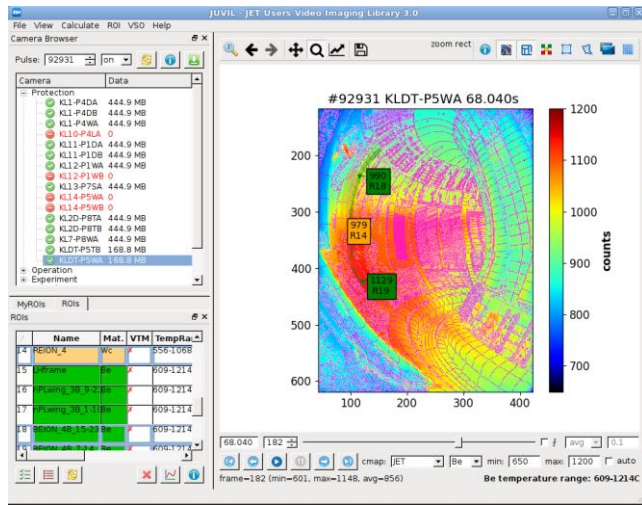 JUVIL - JET Users Video Imaging Library 3.0
File View Calculate ROI VSO Help
Camera Browser
Pulse: 92931 on
Camera Data
Protection
KL1-P4DA 444.9 MB
KL1-P4DB 444.9 MB
KL1-P4WA 444.9 MB
KL10-P4LA 0
KL11-P1DA 444.9 MB
KL11-P1DB 444.9 MB
KL12-P1WA 444.9 MB
KL12-P1WB 0
KL13-P7SA 444.9 MB
KL14-P5WA 0
KL14-P5WB 0
KL2D-P8TA 444.9 MB
KL2D-P8TB 444.9 MB
KL7-P8WA 444.9 MB
KLDT-P5TB 168.8 MB
KLDT-P5WA 168.8 MB
Operation
Experiment
MyROIs ROIs
ROIs
Name Mat. VTM TempRa
14 REION_4 Wc 556-1068
15 LHframe Be 609-1214
16 Be 609-1214
17 Be 609-1214
18 REION_4B_15-23 Be 609-1214
19 REION_4B_7-14 Be 609-1214
zoom rect
#92931 KLDT-P5WA 68.040s
200
300
400
500
600
100 200 300 400
990
R18
979
R14
1129
R19
1200
1100
1000
900
800
700
counts
68.040 182 avg 0.1
cmap: JET Be min: 650 max: 1200 auto
frame=182 (min=601, max=1148, avg=856) Be temperature range: 609-1214C